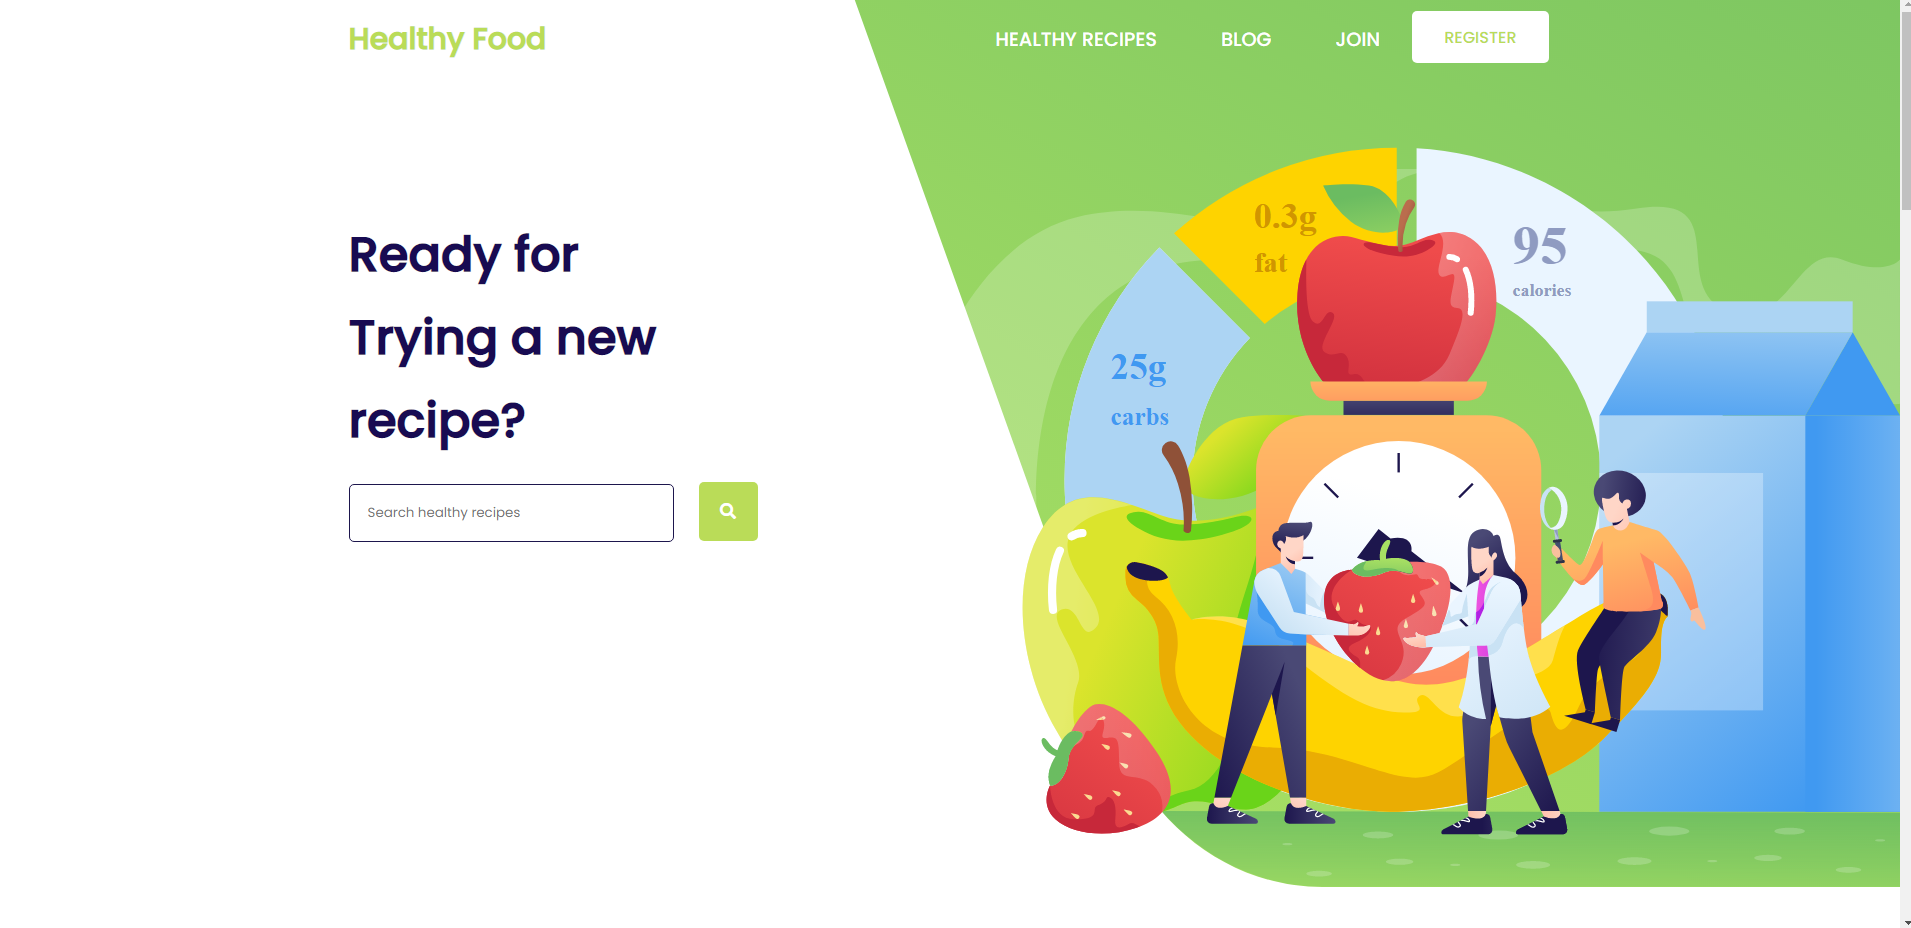 Healthy Food
HEALTHY RECIPES
BLOG
JOIN
REGISTER
Ready for
Trying a new
recipe?
Search healthy recipes
0.3g
fat
95
calories
25g
carbs